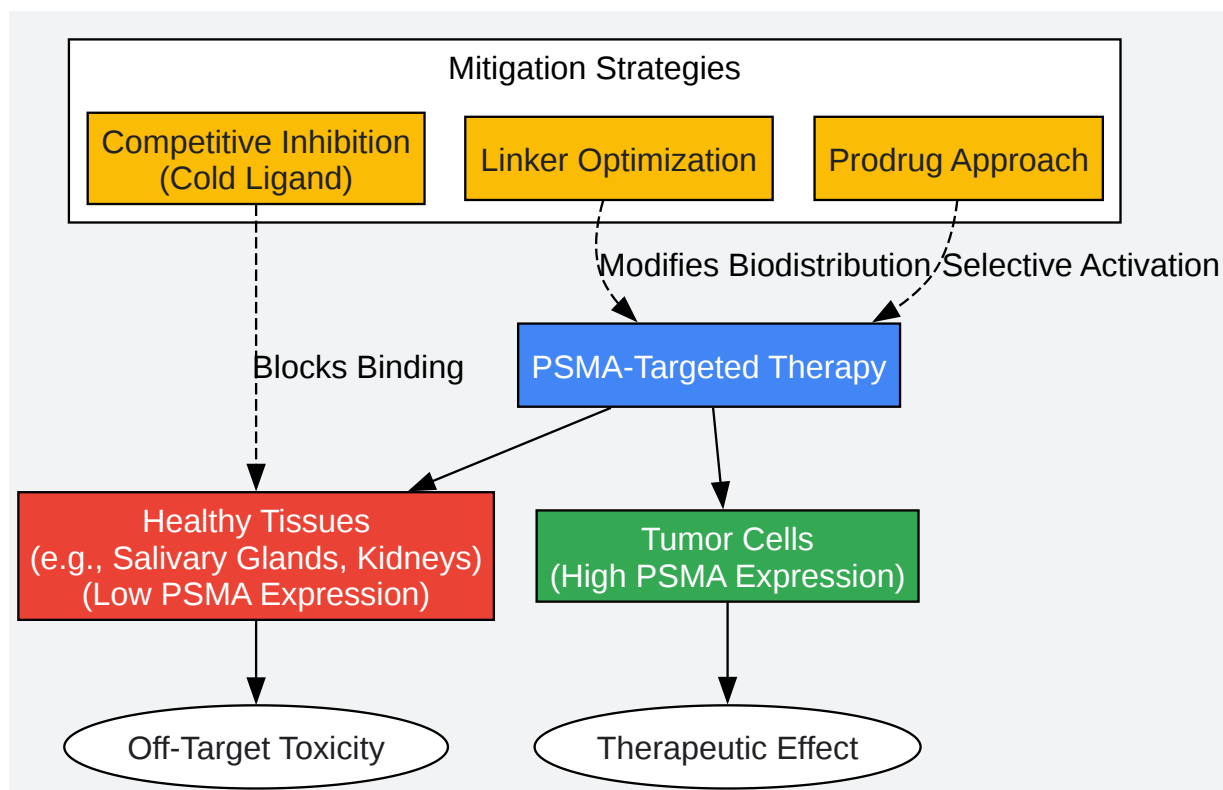 Mitigation Strategies
Competitive Inhibition
(Cold Ligand)
Linker Optimization
Prodrug Approach
Modifies Biodistribution
Selective Activation
Blocks Binding
PSMA-Targeted Therapy
Healthy Tissues
(e.g., Salivary Glands, Kidneys)
(Low PSMA Expression)
Tumor Cells
(High PSMA Expression)
Off-Target Toxicity
Therapeutic Effect